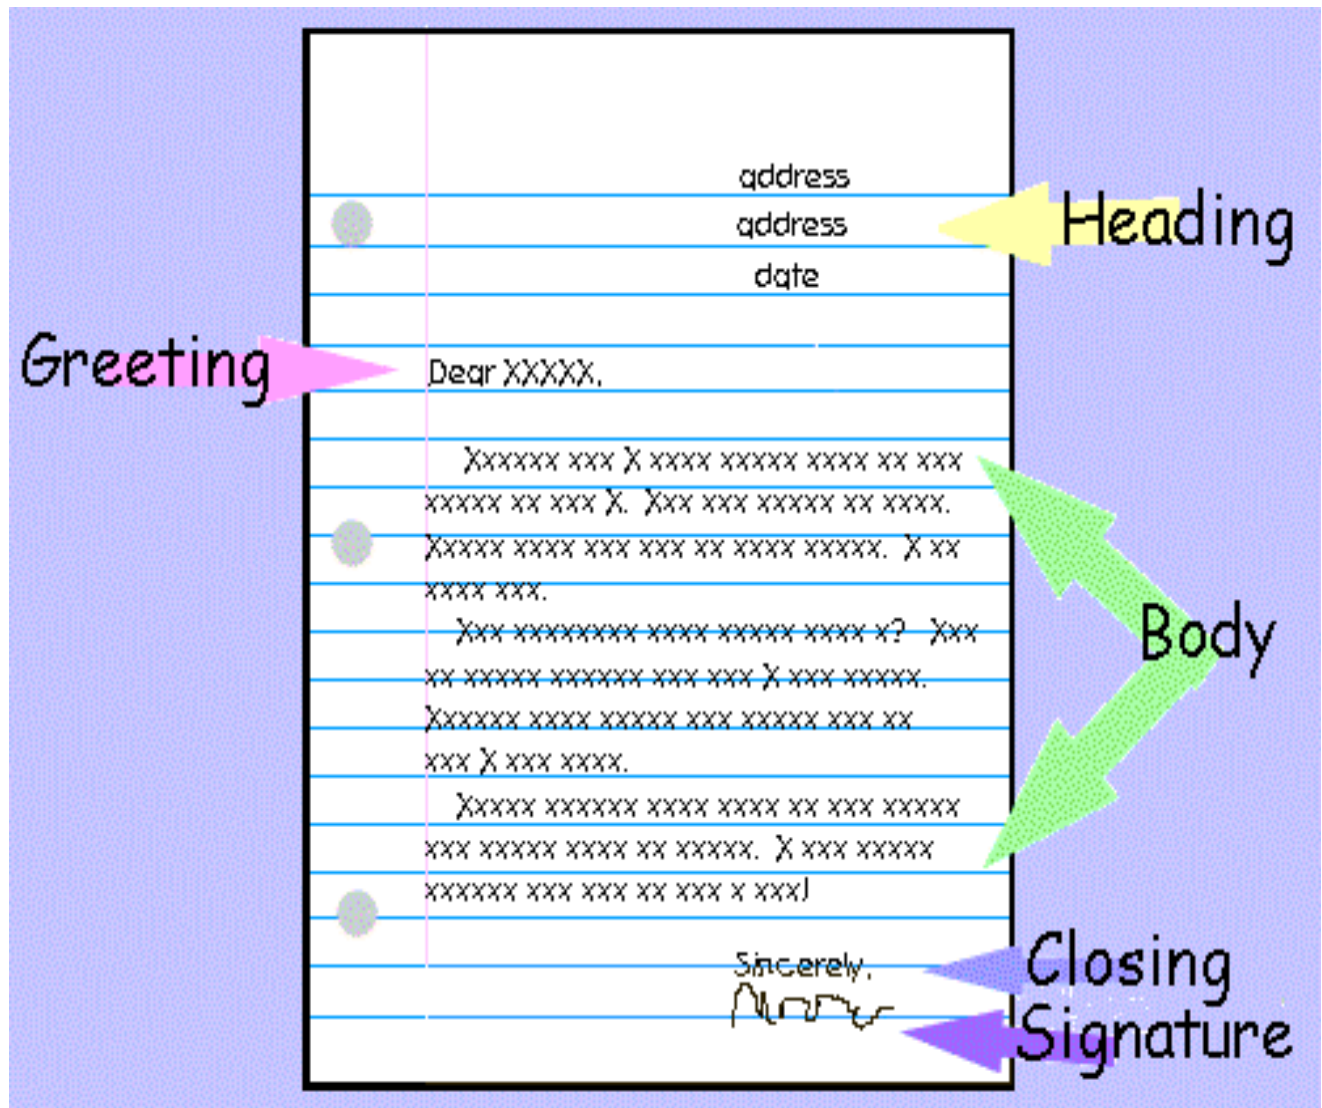 address
address
Heading
date
Greeting
Dear XXXXX,
Xxxxxx xxx X xxxx xxxxx xxxx xx xxx
xxxxx xx xxx X. Xxx xxx xxxxx xx xxxx.
Xxxxx xxxx xxx xxx xx xxxx xxxxx. X xx
xxxx xxx.
Xxx xxxxxxxx xxxx xxxxx xxxx x? Xxx
Body
xx xxxxx xxxxxx xxx xxx X xxx xxxxx.
Xxxxxx xxxx xxxxx xxx xxxxx xxx xx
xxx X xxx xxxx.
Xxxxx xxxxxx xxxx xxxx xx xxx xxxxx
xxx xxxxx xxxx xx xxxxx. X xxx xxxxx
xxxxxx xxx xxx xx xxx x xxx!
Sincerely,
Closing
Signature